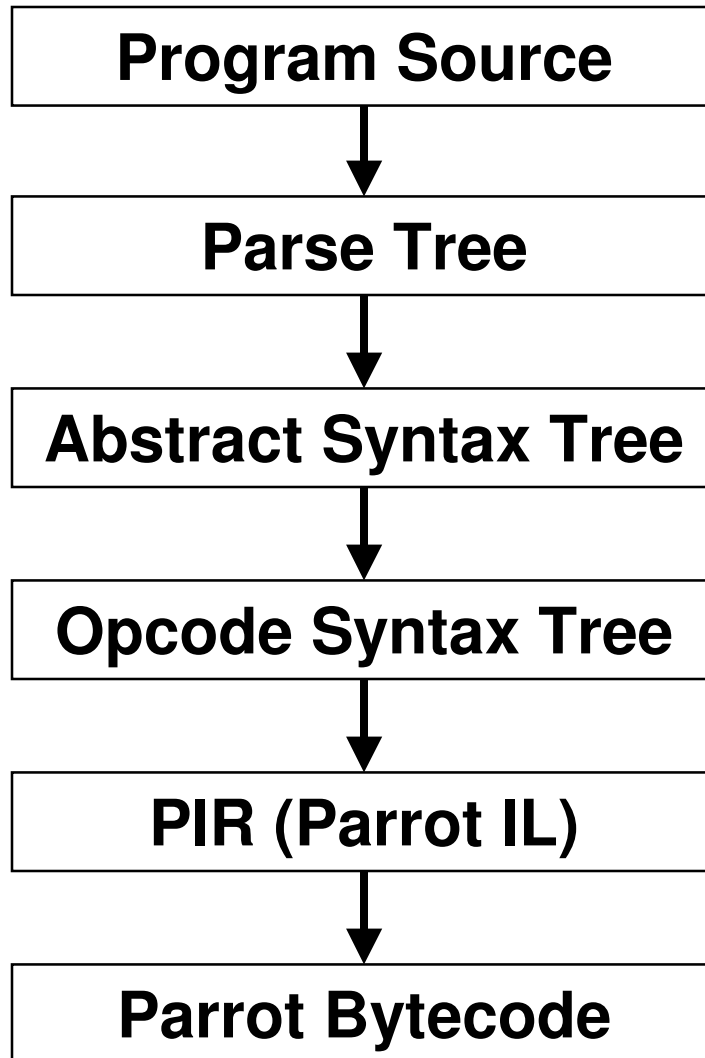 Program Source
Parse Tree
Abstract Syntax Tree
Opcode Syntax Tree
PIR (Parrot IL)
Parrot Bytecode